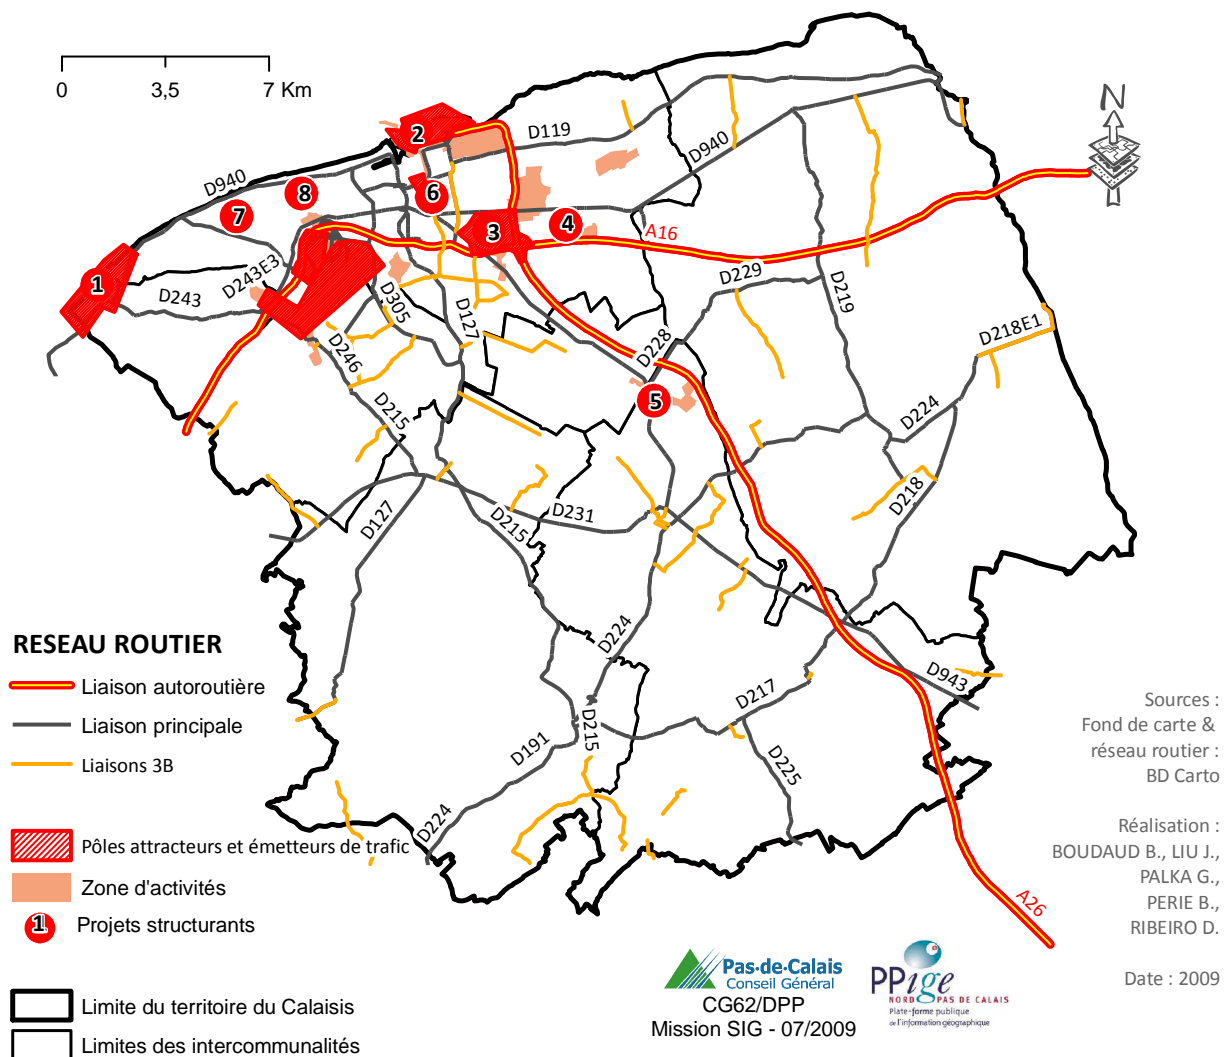 0
3,5
7 Km
N
2
D119
D940
D940
8
6
7
4
3
A16
1
D243E3
D243
D305
D127
D229
D219
D218E1
D246
D228
5
D215
D224
D218
D127
D215
D231
D224
D943
D217
D191
D215
D225
D224
A26
RESEAU ROUTIER
Liaison autoroutière
Liaison principale
Liaisons 3B
Pôles attracteurs et émetteurs de trafic
Zone d'activités
1 Projets structurants
Limite du territoire du Calaisis
Limites des intercommunalités
Sources :
Fond de carte &
réseau routier :
BD Carto
Réalisation :
BOUDAUD B., LIU J.,
PALKA G.,
PERIE B.,
RIBEIRO D.
Date : 2009
Pas-de-Calais
Conseil Général
CG62/DPP
Mission SIG - 07/2009
PPige
NORD PAS DE CALAIS
Plate-forme publique
de l'information géographique